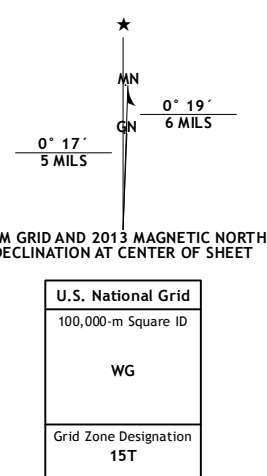 ★
MN
0° 19´
6 MILS
GN
0° 17´
5 MILS
M GRID AND 2013 MAGNETIC NORTH
DECLINATION AT CENTER OF SHEET
U.S. National Grid
100,000-m Square ID
WG
Grid Zone Designation
15T